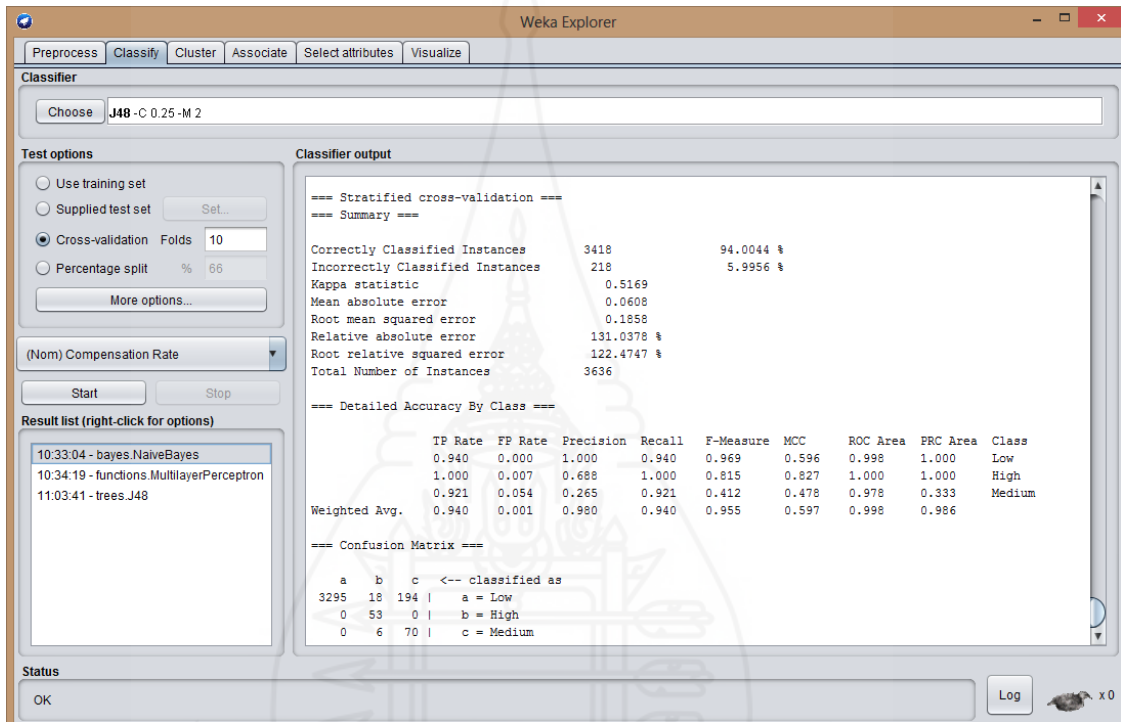 Weka Explorer
Preprocess Classify Cluster Associate Select attributes Visualize
Classifier
Choose J48 -C 0.25 -M 2
Test options
Use training set
Supplied test set Set...
Cross-validation Folds 10
Percentage split % 66
More options...
(Nom) Compensation Rate
Start Stop
Result list (right-click for options)
10:33:04 - bayes.NaiveBayes
10:34:19 - functions.MultilayerPerceptron
11:03:41 - trees.J48
Classifier output
=== Stratified cross-validation ===
=== Summary ===
Correctly Classified Instances 3418 94.0044 %
Incorrectly Classified Instances 218 5.9956 %
Kappa statistic 0.5169
Mean absolute error 0.0608
Root mean squared error 0.1858
Relative absolute error 131.0378 %
Root relative squared error 122.4747 %
Total Number of Instances 3636
=== Detailed Accuracy By Class ===
TP Rate FP Rate Precision Recall F-Measure MCC ROC Area PRC Area Class
0.940 0.000 1.000 0.940 0.969 0.596 0.998 1.000 Low
1.000 0.007 0.688 1.000 0.815 0.827 1.000 1.000 High
0.921 0.054 0.265 0.921 0.412 0.478 0.978 0.333 Medium
Weighted Avg. 0.940 0.001 0.980 0.940 0.955 0.597 0.998 0.986
=== Confusion Matrix ===
a b c <-- classified as
3295 18 194 | a = Low
0 53 0 | b = High
0 6 70 | c = Medium
Status
OK
Log
x 0